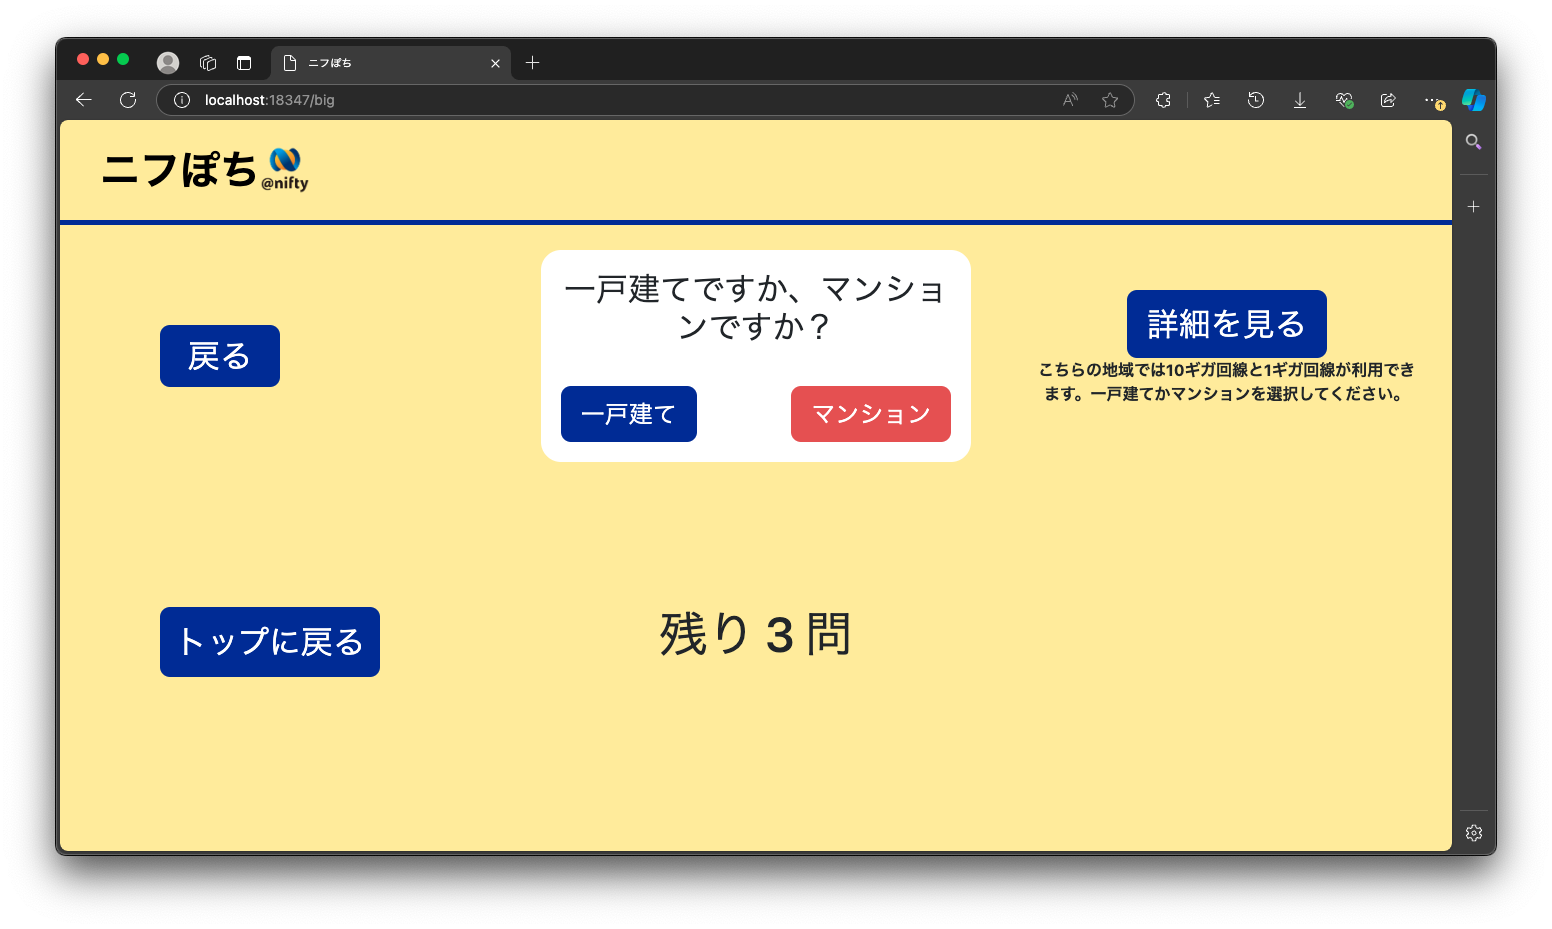 ニフぽち
localhost:18347/big
ニフぽち
@nifty
戻る
一戸建てですか、マンショ
ンですか？
一戸建て
マンション
詳細を見る
こちらの地域では10ギガ回線と1ギガ回線が利用でき
ます。一戸建てかマンションを選択してください。
トップに戻る
残り 3 問